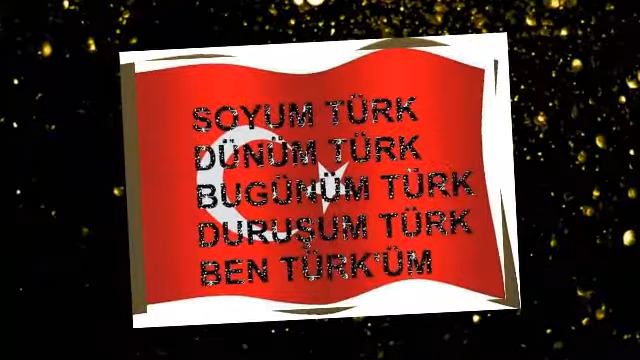 SOYUM TÜRK
DÜNÜM TÜRK
BUGÜNÜM TÜRK
DURUŞUM TÜRK
BEN TÜRK'ÜM